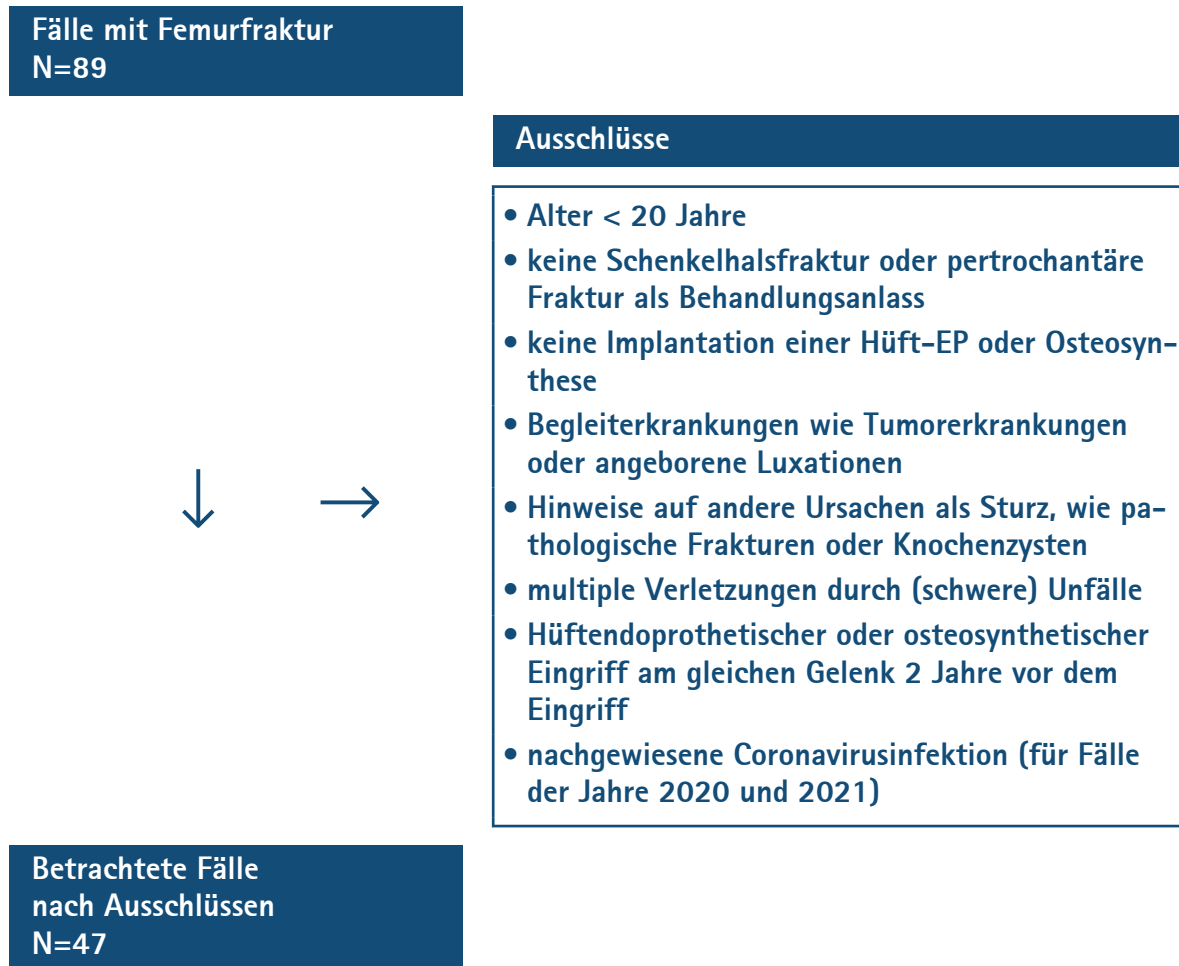 Fälle mit Femurfraktur
N=89
Ausschlüsse
• Alter < 20 Jahre
• keine Schenkelhalsfraktur oder pertrochantäre
Fraktur als Behandlungsanlass
• keine Implantation einer Hüft-EP oder Osteosyn-
these
• Begleiterkrankungen wie Tumorerkrankungen
oder angeborene Luxationen
• Hinweise auf andere Ursachen als Sturz, wie pa-
thologische Frakturen oder Knochenzysten
• multiple Verletzungen durch (schwere) Unfälle
• Hüftendoprothetischer oder osteosynthetischer
Eingriff am gleichen Gelenk 2 Jahre vor dem
Eingriff
• nachgewiesene Coronavirusinfektion (für Fälle
der Jahre 2020 und 2021)
↓ →
Betrachtete Fälle
nach Ausschlüssen
N=47